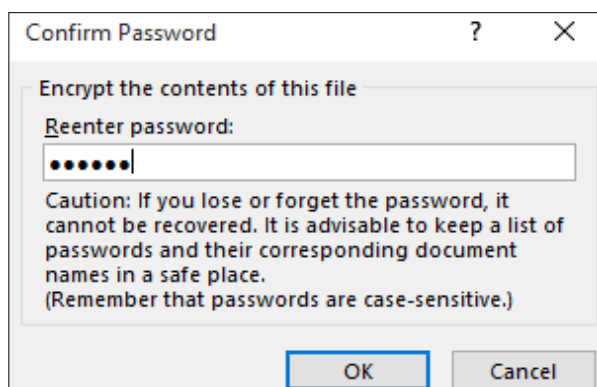 Confirm Password ?
Encrypt the contents of this file
Reenter password:
••••••
Caution: If you lose or forget the password, it
cannot be recovered. It is advisable to keep a list of
passwords and their corresponding document
names in a safe place.
(Remember that passwords are case-sensitive.)
OK Cancel